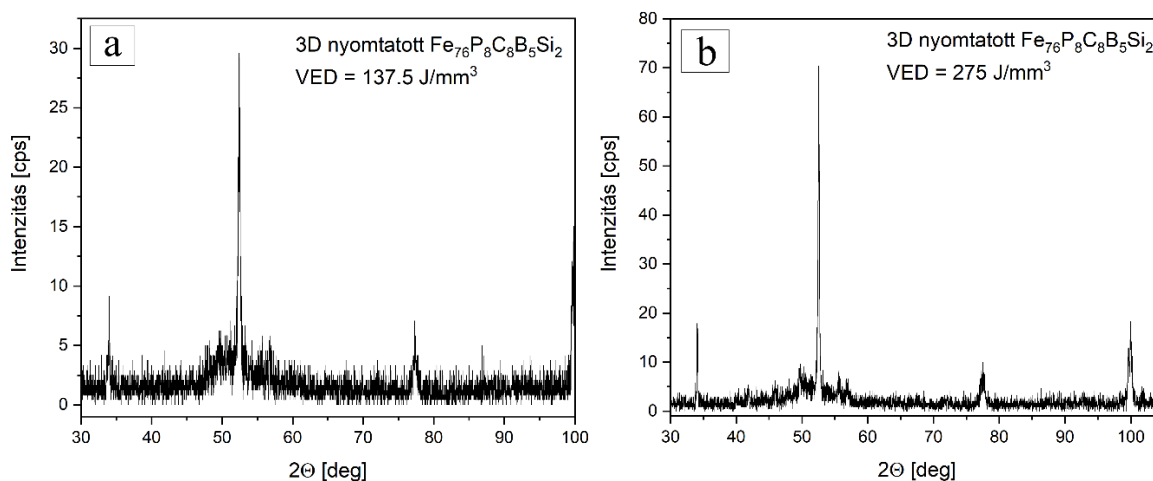 a
3D nyomtatott Fe₇₆P₈C₈B₅Si₂
VED = 137.5 J/mm³
Intenzitás [cps]
30
25
20
15
10
5
0
30 40 50 60 70 80 90 100
2Θ [deg]
b
3D nyomtatott Fe₇₆P₈C₈B₅Si₂
VED = 275 J/mm³
Intenzitás [cps]
80
70
60
50
40
30
20
10
0
30 40 50 60 70 80 90 100
2Θ [deg]